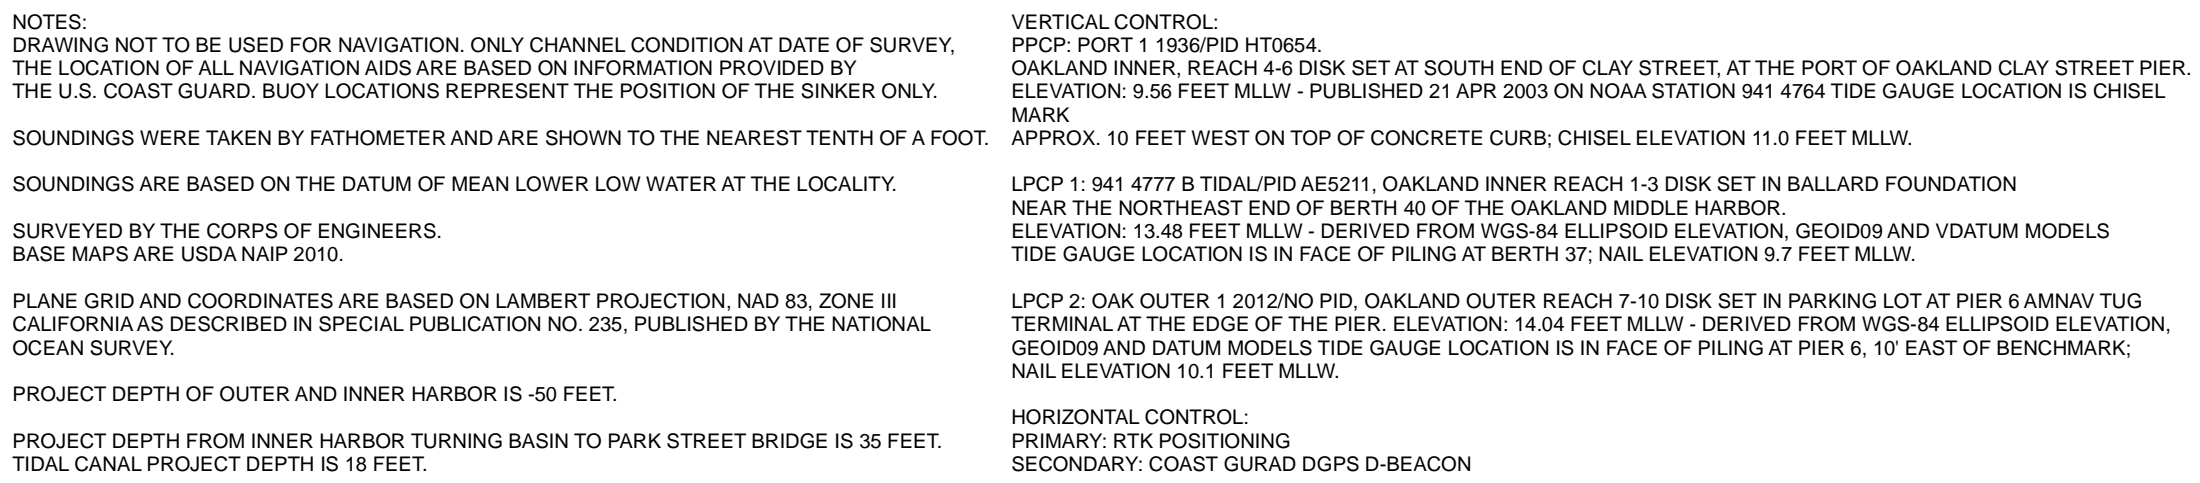 NOTES:
DRAWING NOT TO BE USED FOR NAVIGATION. ONLY CHANNEL CONDITION AT DATE OF SURVEY,
THE LOCATION OF ALL NAVIGATION AIDS ARE BASED ON INFORMATION PROVIDED BY
THE U.S. COAST GUARD. BUOY LOCATIONS REPRESENT THE POSITION OF THE SINKER ONLY.
SOUNDINGS WERE TAKEN BY FATHOMETER AND ARE SHOWN TO THE NEAREST TENTH OF A FOOT.
SOUNDINGS ARE BASED ON THE DATUM OF MEAN LOWER LOW WATER AT THE LOCALITY.
SURVEYED BY THE CORPS OF ENGINEERS.
BASE MAPS ARE USDA NAIP 2010.
PLANE GRID AND COORDINATES ARE BASED ON LAMBERT PROJECTION, NAD 83, ZONE III
CALIFORNIA AS DESCRIBED IN SPECIAL PUBLICATION NO. 235, PUBLISHED BY THE NATIONAL
OCEAN SURVEY.
PROJECT DEPTH OF OUTER AND INNER HARBOR IS -50 FEET.
PROJECT DEPTH FROM INNER HARBOR TURNING BASIN TO PARK STREET BRIDGE IS 35 FEET.
TIDAL CANAL PROJECT DEPTH IS 18 FEET.
VERTICAL CONTROL:
PPCP: PORT 1 1936/PID HT0654.
OAKLAND INNER, REACH 4-6 DISK SET AT SOUTH END OF CLAY STREET, AT THE PORT OF OAKLAND CLAY STREET PIER.
ELEVATION: 9.56 FEET MLLW - PUBLISHED 21 APR 2003 ON NOAA STATION 941 4764 TIDE GAUGE LOCATION IS CHISEL
MARK
APPROX. 10 FEET WEST ON TOP OF CONCRETE CURB; CHISEL ELEVATION 11.0 FEET MLLW.
LPCP 1: 941 4777 B TIDAL/PID AE5211, OAKLAND INNER REACH 1-3 DISK SET IN BALLARD FOUNDATION
NEAR THE NORTHEAST END OF BERTH 40 OF THE OAKLAND MIDDLE HARBOR.
ELEVATION: 13.48 FEET MLLW - DERIVED FROM WGS-84 ELLIPSOID ELEVATION, GEOID09 AND VDATUM MODELS
TIDE GAUGE LOCATION IS IN FACE OF PILING AT BERTH 37; NAIL ELEVATION 9.7 FEET MLLW.
LPCP 2: OAK OUTER 1 2012/NO PID, OAKLAND OUTER REACH 7-10 DISK SET IN PARKING LOT AT PIER 6 AMNAV TUG
TERMINAL AT THE EDGE OF THE PIER. ELEVATION: 14.04 FEET MLLW - DERIVED FROM WGS-84 ELLIPSOID ELEVATION,
GEOID09 AND DATUM MODELS TIDE GAUGE LOCATION IS IN FACE OF PILING AT PIER 6, 10' EAST OF BENCHMARK;
NAIL ELEVATION 10.1 FEET MLLW.
HORIZONTAL CONTROL:
PRIMARY: RTK POSITIONING
SECONDARY: COAST GURAD DGPS D-BEACON